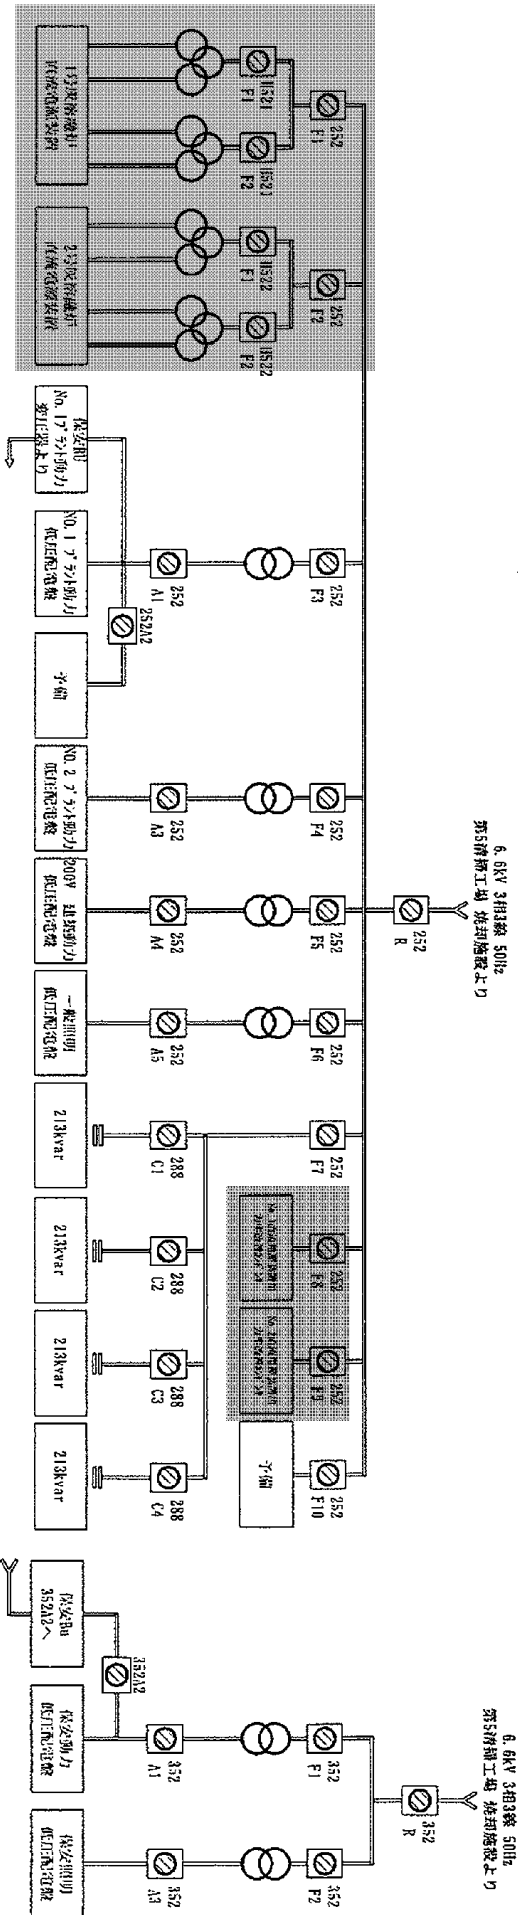 6.6kV 3相3線 50Hz
第5清掃工場 焼却施設より
252
R
252
F1
252
F2
H521
F1
H521
F2
H522
F1
H522
F2
1号灰溶融炉
直流電源装置
2号灰溶融炉
直流電源装置
252
F3
252
F4
252
F5
252
F6
252
F7
252
F8
252
F9
252
F10
252
A1
252A2
252
A3
252
A4
252
A5
288
C1
288
C2
288
C3
288
C4
保安BU
No.1プラント動力
変圧器より
NO.1 プラント動力
低圧配電盤
予備
NO.2 プラント動力
低圧配電盤
200V 建築動力
低圧配電盤
一般照明
低圧配電盤
213kvar
213kvar
213kvar
213kvar
予備
6.6kV 3相3線 50Hz
第5清掃工場 焼却施設より
352
R
352
F1
352
F2
352A2
352
A1
352
A3
保安Bu
352A2へ
保安動力
低圧配電盤
保安照明
低圧配電盤